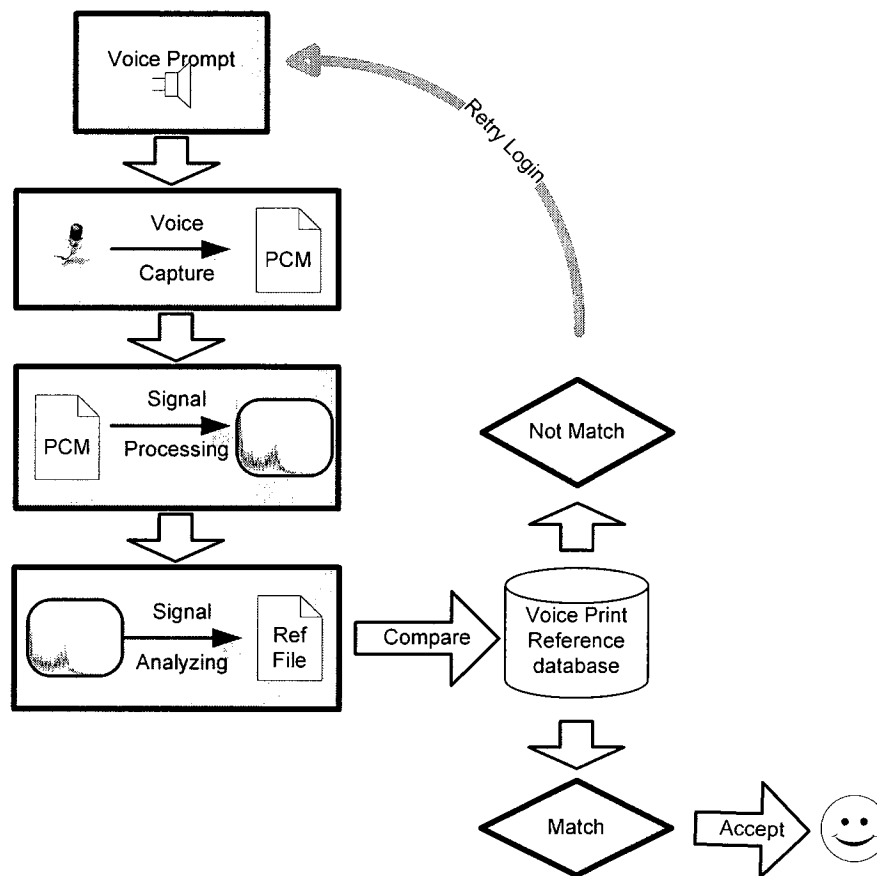 Voice Prompt
Retry Login
Voice
Capture
PCM
PCM
Signal
Processing
Not Match
Signal
Analyzing
Ref
File
Compare
Voice Print
Reference
database
Match
Accept